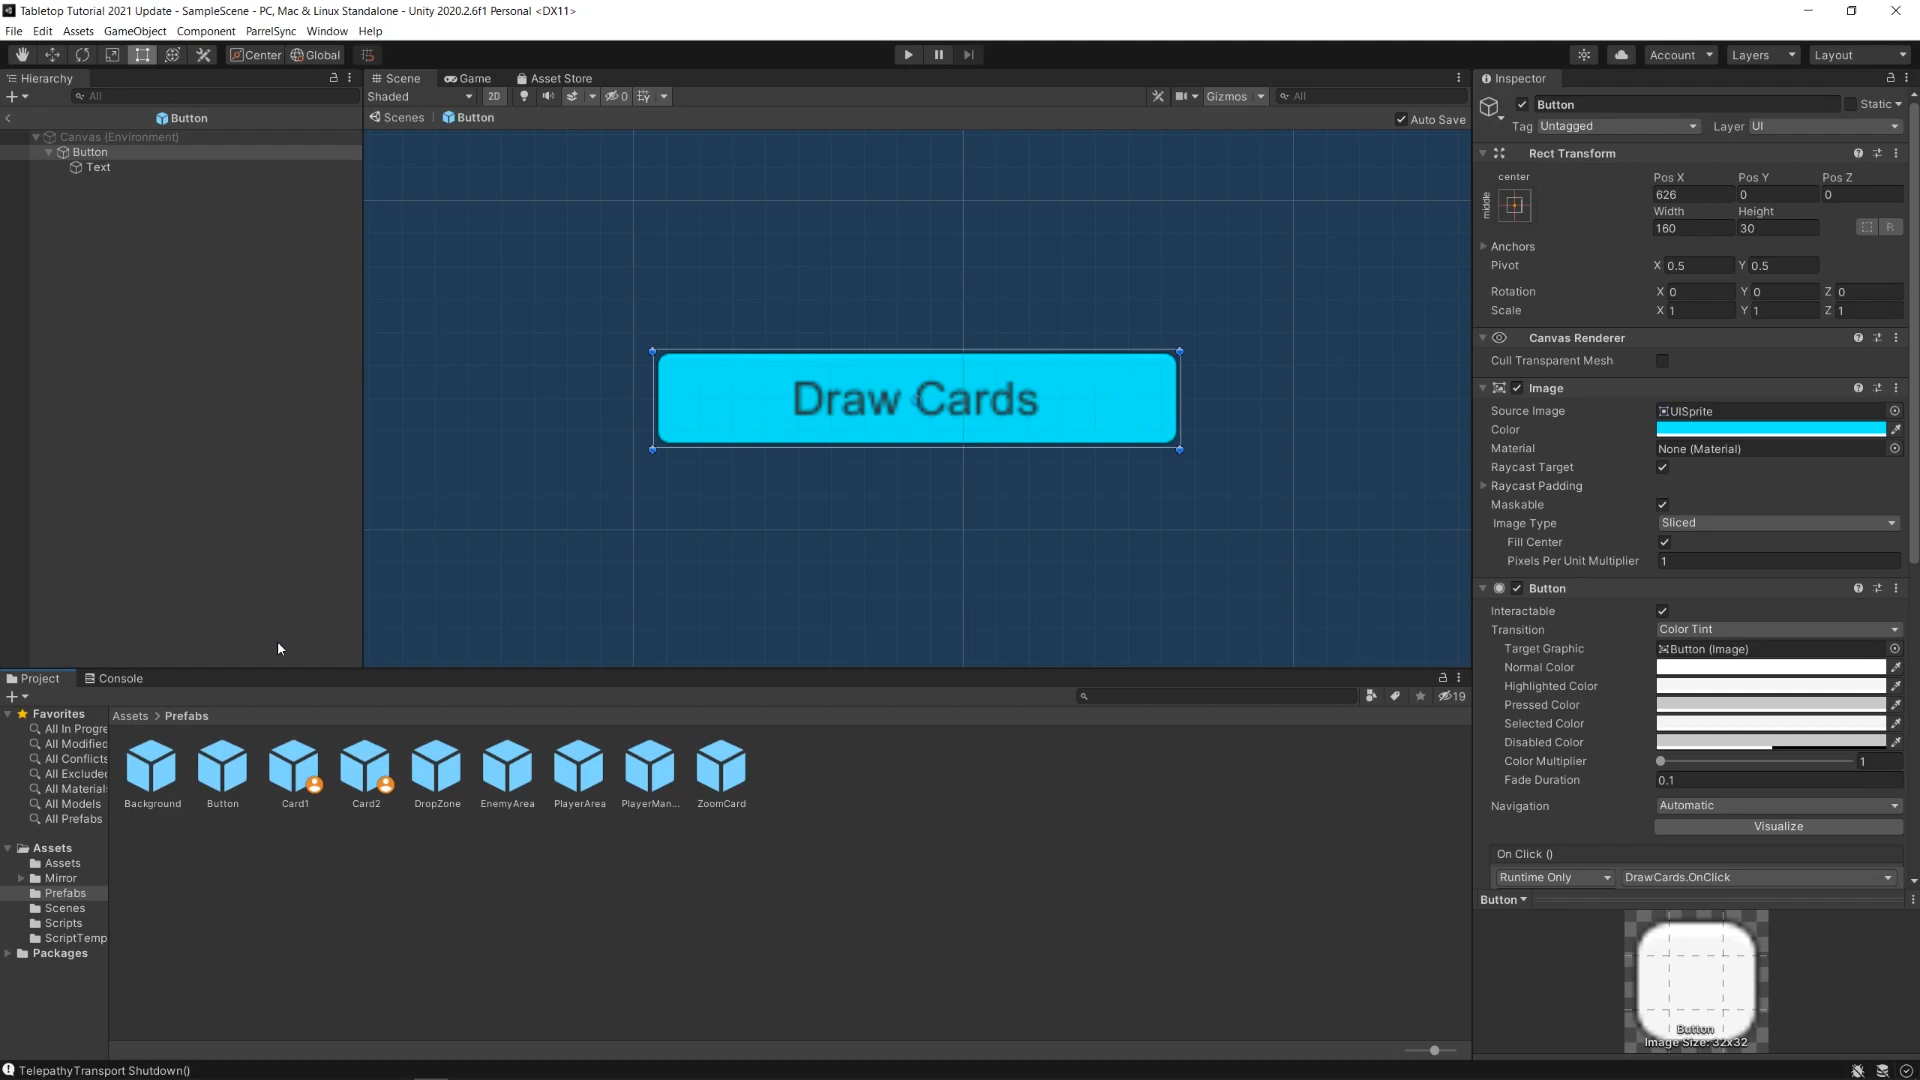 Tabletop Tutorial 2021 Update - SampleScene - PC, Mac & Linux Standalone - Unity 2020.2.6f1 Personal <DX11>
File Edit Assets GameObject Component ParrelSync Window Help
Center Global Account Layers Layout
Hierarchy
All
Button
Canvas (Environment)
Button
Text
Scene Game Asset Store
Shaded 2D 0 Gizmos All
Scenes Button Auto Save
Draw Cards
Inspector
Button Static
Tag Untagged Layer UI
Rect Transform
center
middle
Pos X Pos Y Pos Z
626 0 0
Width Height
160 30
R
Anchors
Pivot X 0.5 Y 0.5
Rotation X 0 Y 0 Z 0
Scale X 1 Y 1 Z 1
Canvas Renderer
Cull Transparent Mesh
Image
Source Image UISprite
Color
Material None (Material)
Raycast Target
Raycast Padding
Maskable
Image Type Sliced
Fill Center
Pixels Per Unit Multiplier 1
Button
Interactable
Transition Color Tint
Target Graphic Button (Image)
Normal Color
Highlighted Color
Pressed Color
Selected Color
Disabled Color
Color Multiplier 1
Fade Duration 0.1
Navigation Automatic
Visualize
On Click ()
Runtime Only DrawCards.OnClick
Button
Button
Image Size: 32x32
Project Console
19
Favorites
All In Progre
All Modified
All Conflicts
All Excluded
All Materials
All Models
All Prefabs
Assets
Assets
Mirror
Prefabs
Scenes
Scripts
ScriptTemp
Packages
Assets > Prefabs
Background Button Card1 Card2 DropZone EnemyArea PlayerArea PlayerMan... ZoomCard
TelepathyTransport Shutdown()